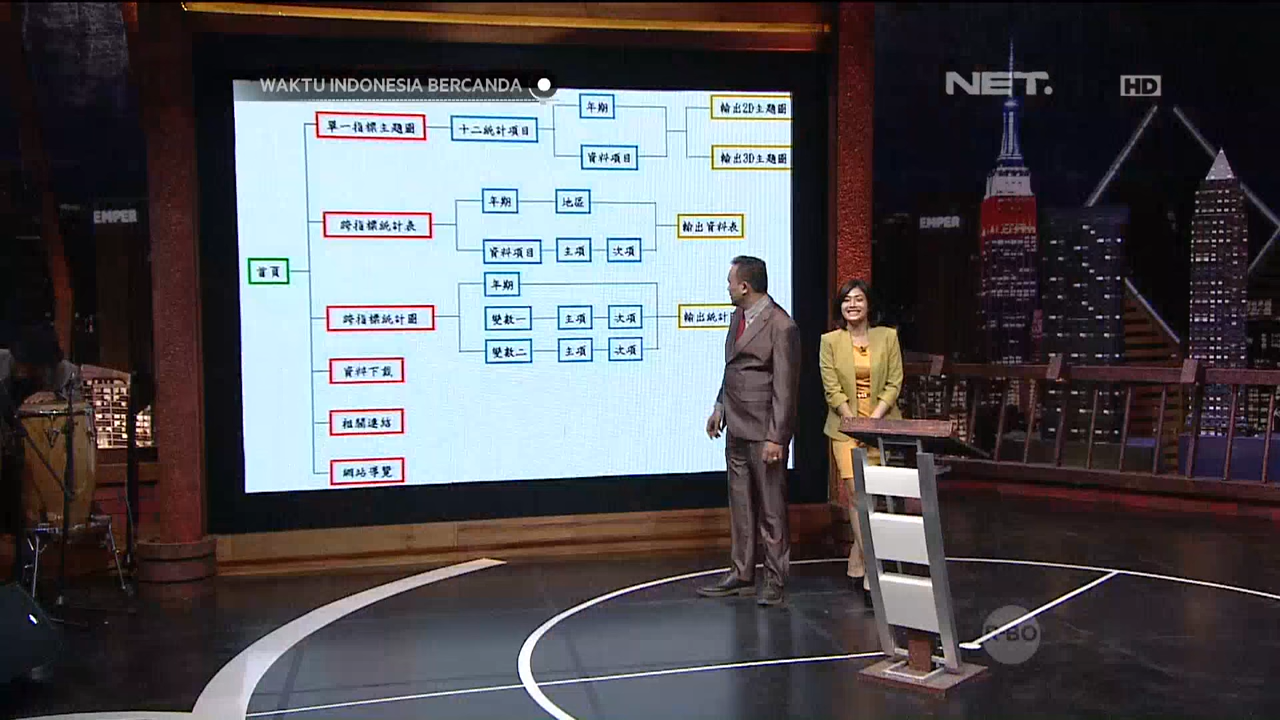 WAKTU INDONESIA BERCANDA
NET.
HD
EMPER
EMPER
年期
輸出2D主題圖
單一指標主題圖
十二統計項目
資料項目
輸出3D主題圖
年期
地區
跨指標統計表
輸出資料表
資料項目
主項
次項
首頁
年期
跨指標統計圖
變數一
主項
次項
輸出統計
變數二
主項
次項
資料下載
相關連結
網站導覽